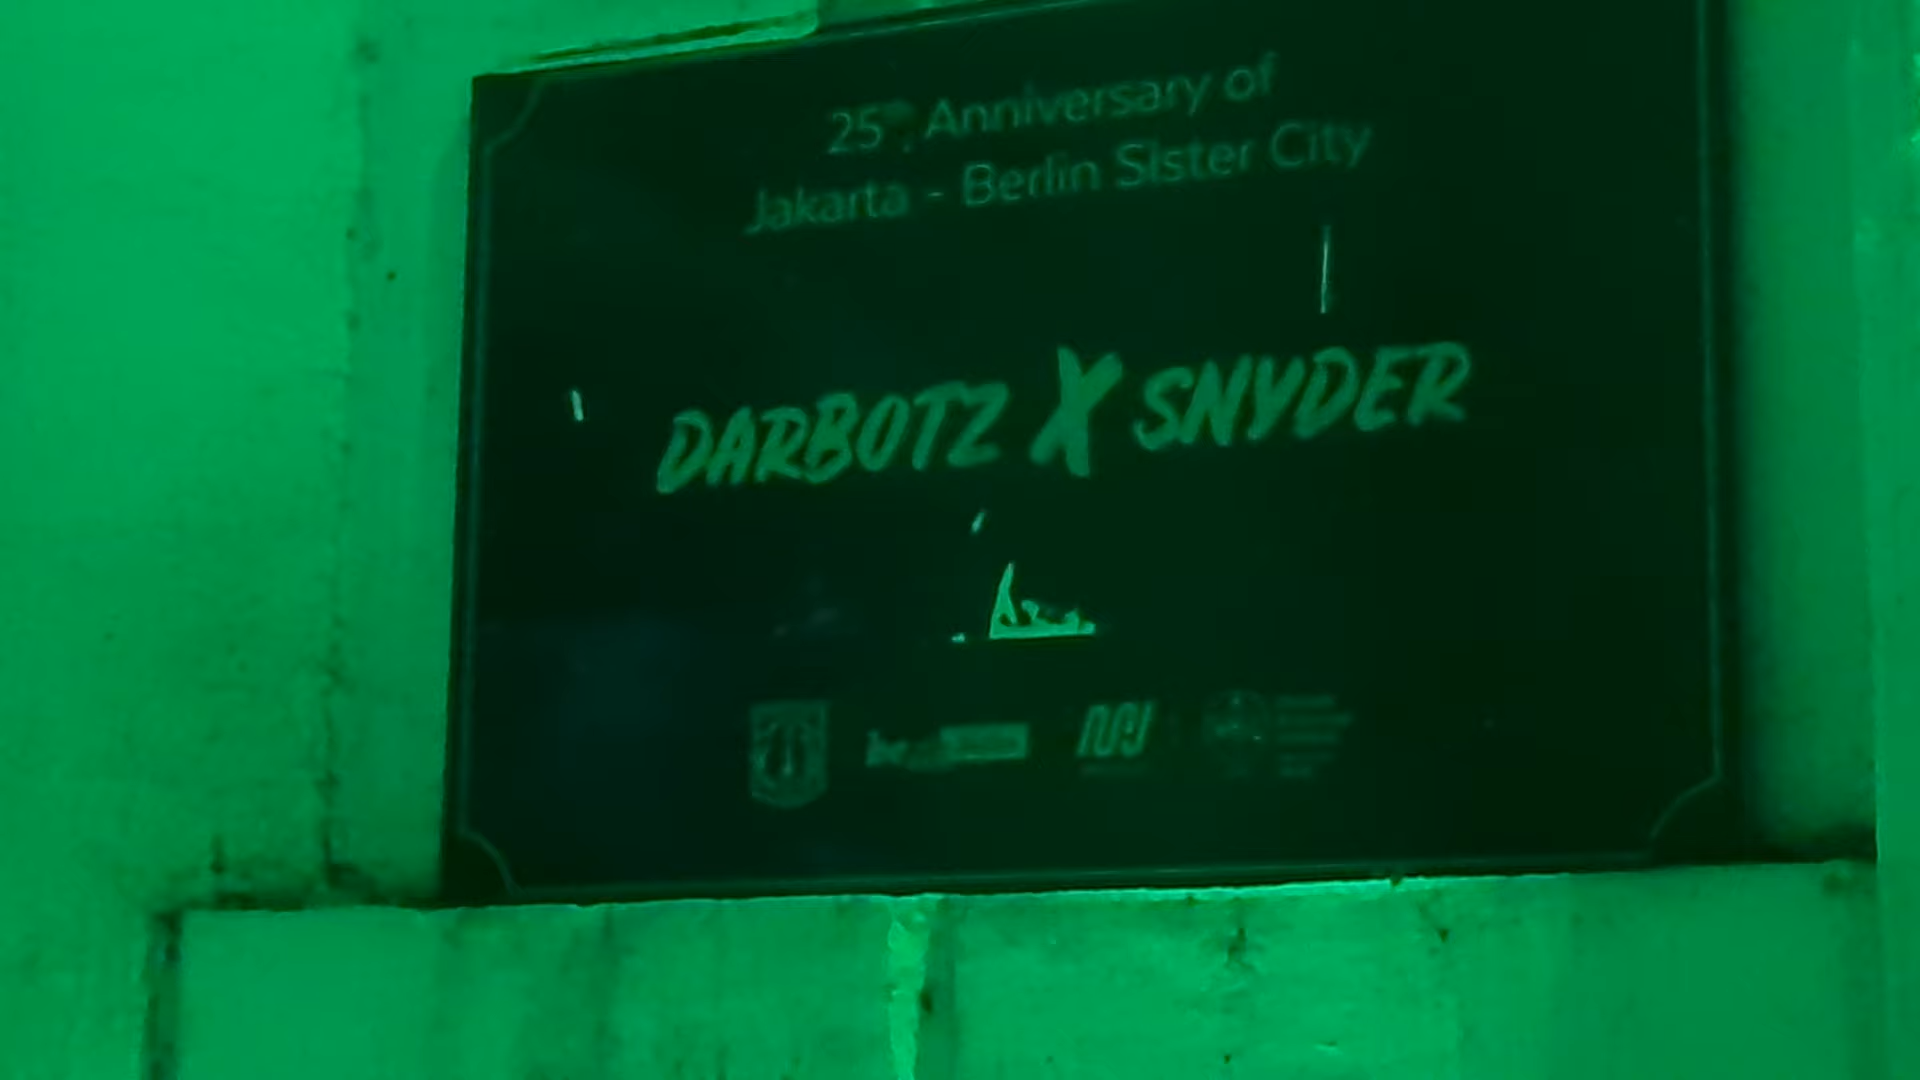 25th Anniversary of
Jakarta - Berlin Sister City
DARBOTZ X SNYDER